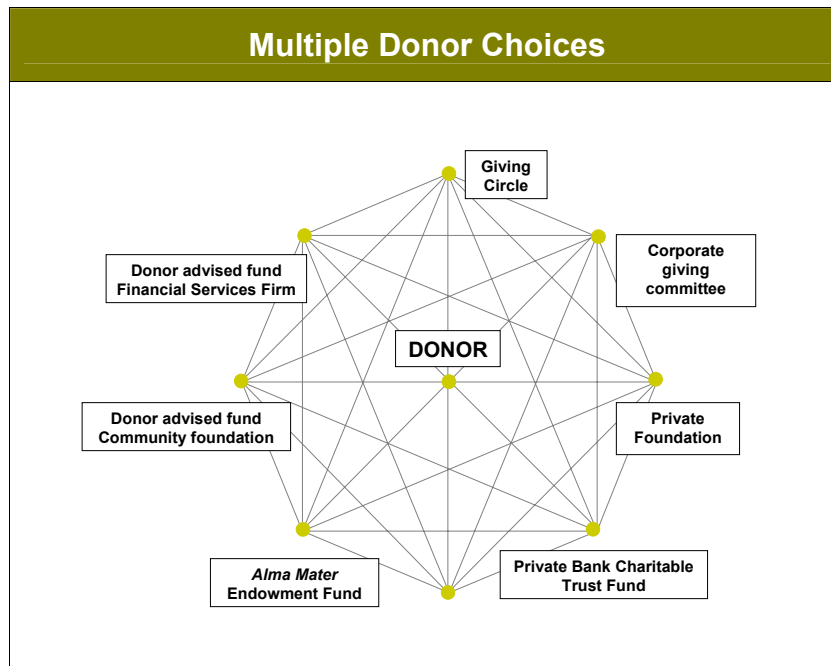 Multiple Donor Choices
Giving
Circle
Corporate
giving
committee
Donor advised fund
Financial Services Firm
DONOR
Donor advised fund
Community foundation
Private
Foundation
Alma Mater
Endowment Fund
Private Bank Charitable
Trust Fund